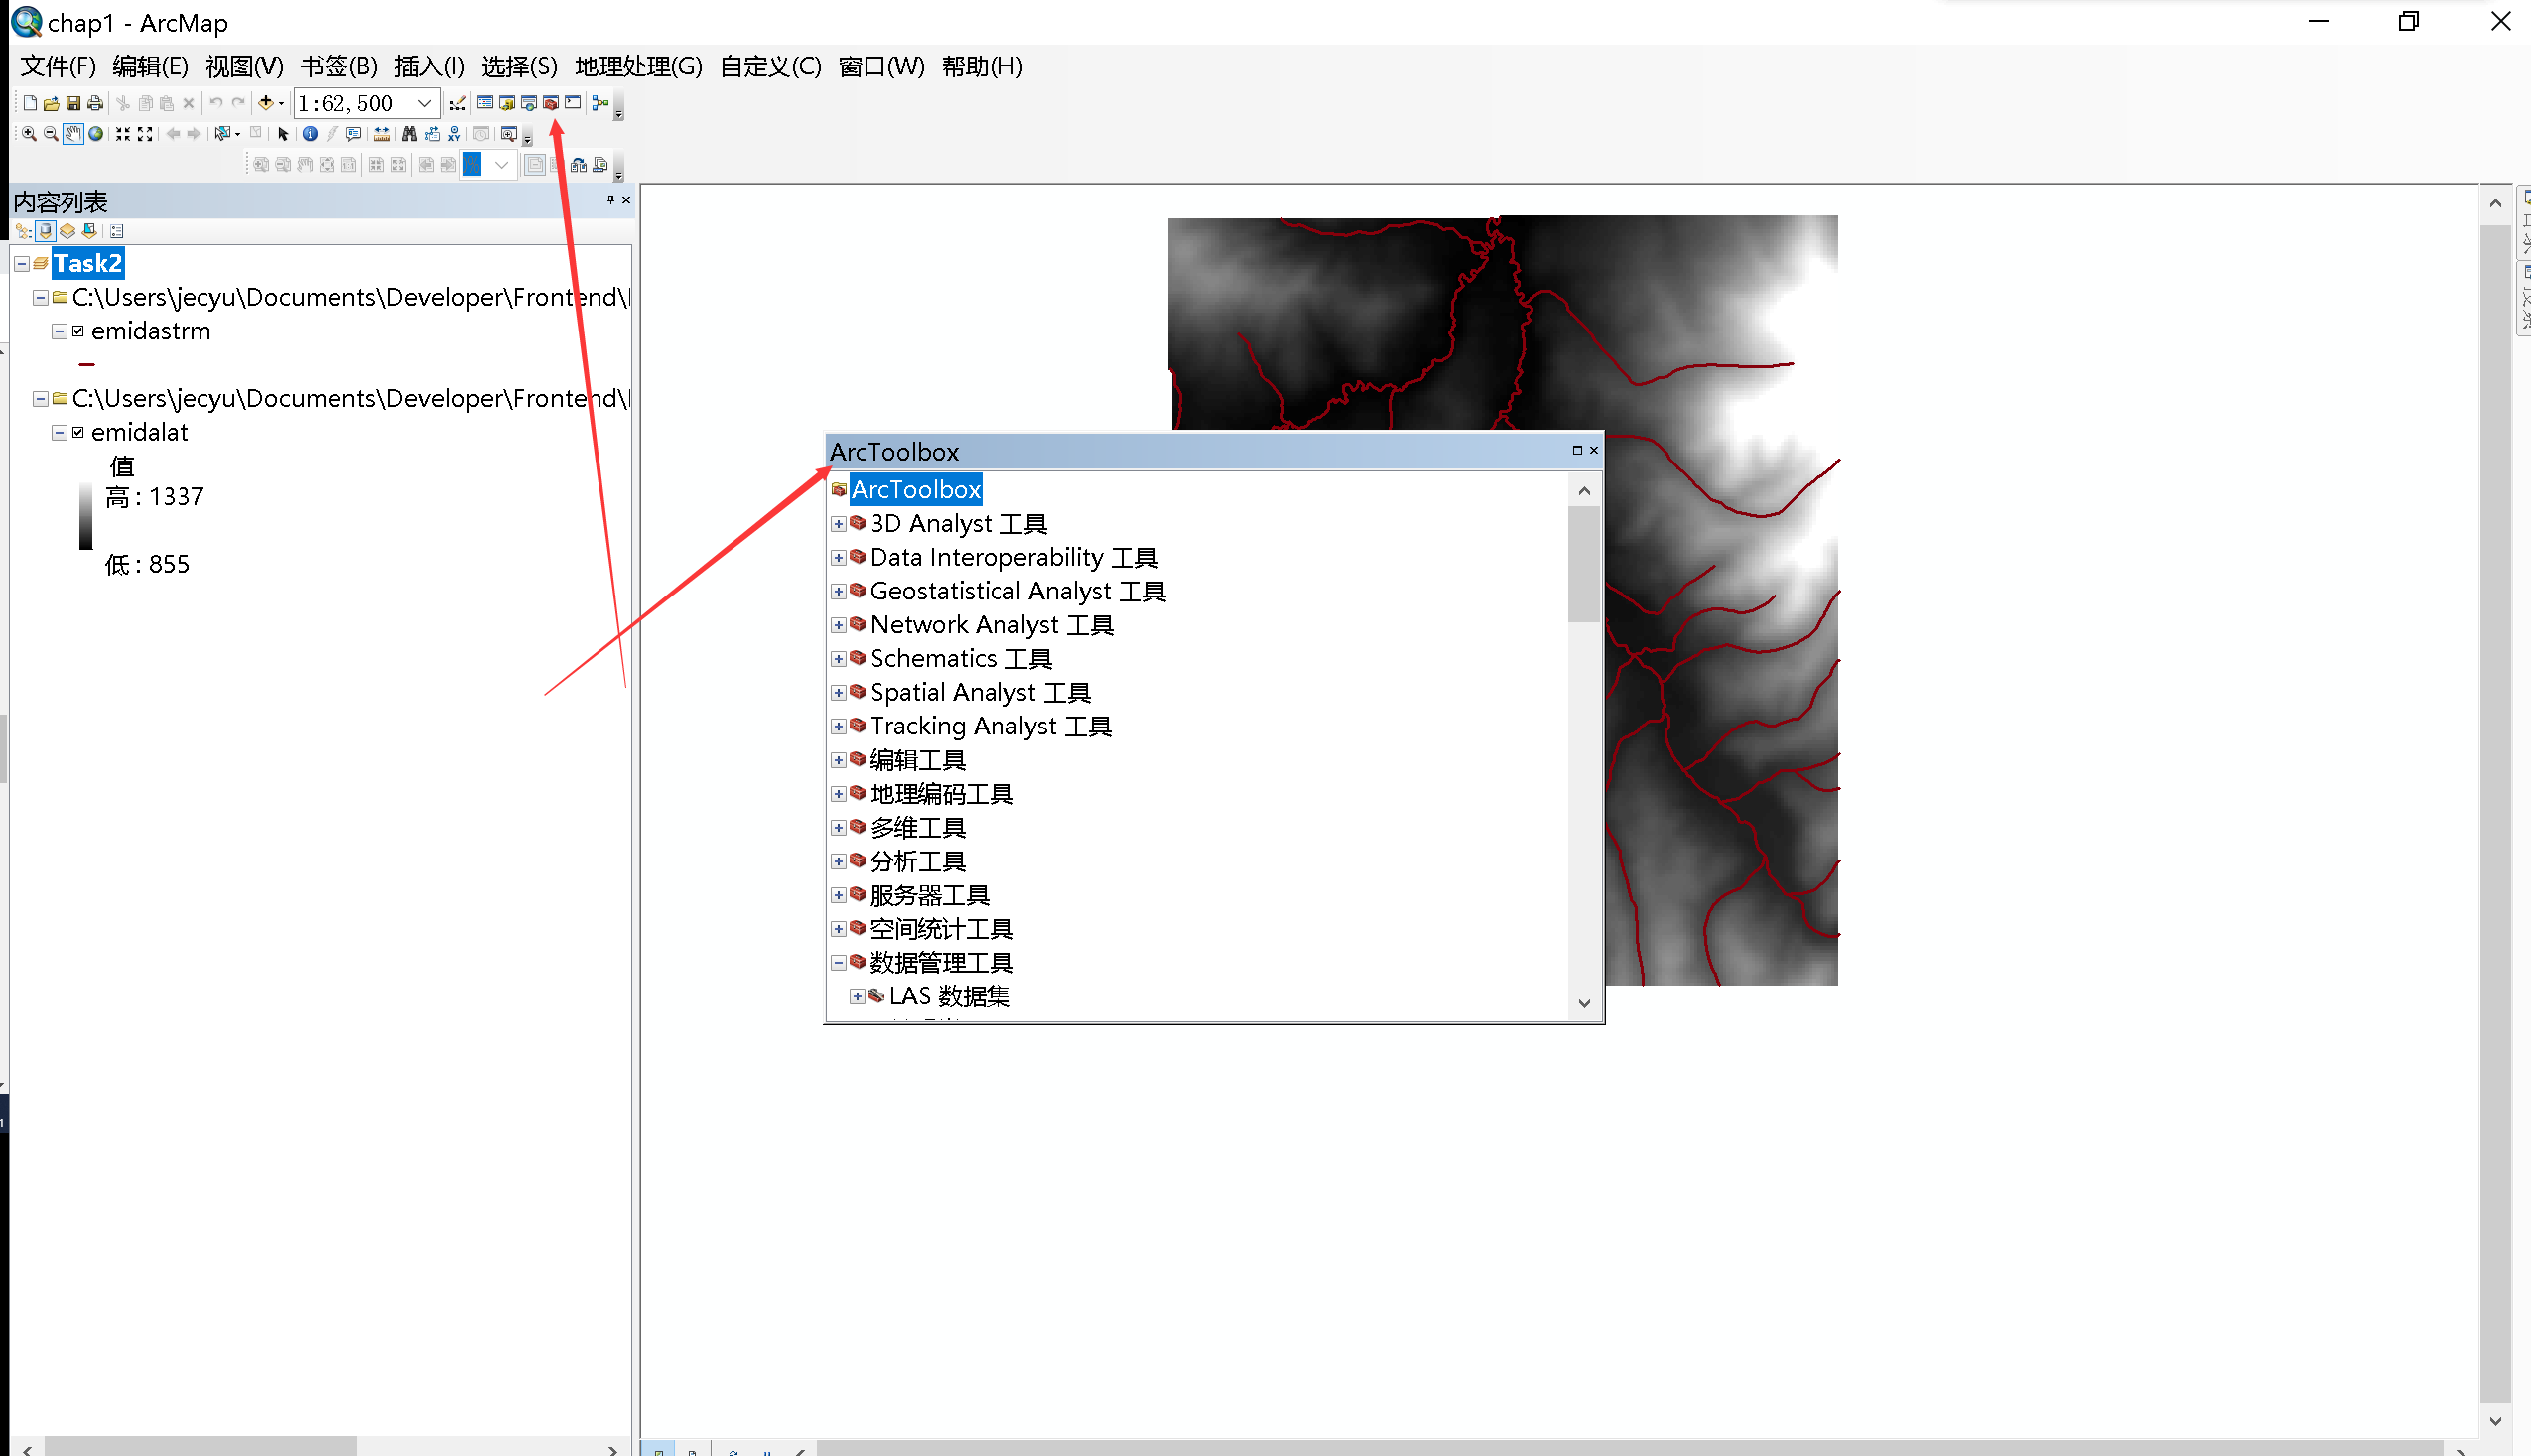 chap1 - ArcMap
文件(F) 编辑(E) 视图(V) 书签(B) 插入(I) 选择(S) 地理处理(G) 自定义(C) 窗口(W) 帮助(H)
1:62,500
内容列表
Task2
C:\Users\jecyu\Documents\Developer\Frontend\
emidastrm
C:\Users\jecyu\Documents\Developer\Frontend\
emidalat
值
高 : 1337
低 : 855
ArcToolbox
ArcToolbox
3D Analyst 工具
Data Interoperability 工具
Geostatistical Analyst 工具
Network Analyst 工具
Schematics 工具
Spatial Analyst 工具
Tracking Analyst 工具
编辑工具
地理编码工具
多维工具
分析工具
服务器工具
空间统计工具
数据管理工具
LAS 数据集